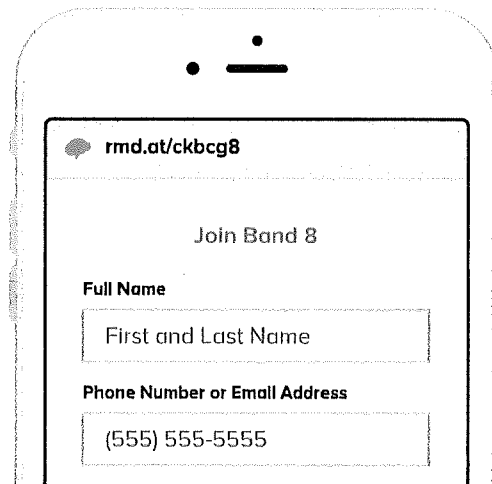 rmd.at/ckbcg8
Join Band 8
Full Name
First and Last Name
Phone Number or Email Address
(555) 555-5555